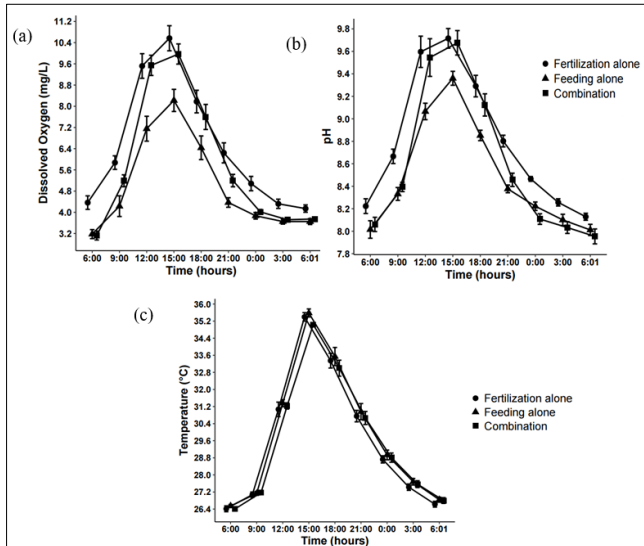 (a)
Dissolved Oxygen (mg/L)
11.2
10.4
9.6
8.8
8.0
7.2
6.4
5.6
4.8
4.0
3.2
6:00 9:00 12:00 15:00 18:00 21:00 0:00 3:00 6:01
Time (hours)
(b)
pH
9.8
9.6
9.4
9.2
9.0
8.8
8.6
8.4
8.2
8.0
7.8
6:00 9:00 12:00 15:00 18:00 21:00 0:00 3:00 6:01
Time (hours)
Fertilization alone
Feeding alone
Combination
(c)
Temperature (°C)
36.0
35.2
34.4
33.6
32.8
32.0
31.2
30.4
29.6
28.8
28.0
27.2
26.4
6:00 9:00 12:00 15:00 18:00 21:00 0:00 3:00 6:01
Time (hours)
Fertilization alone
Feeding alone
Combination